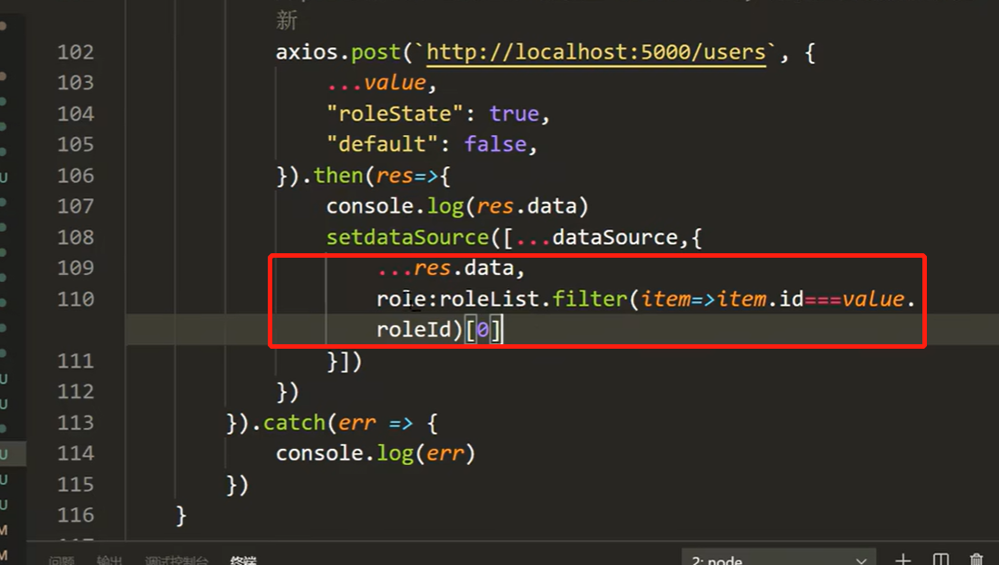 新
102 axios.post(`http://localhost:5000/users`, {
103 ...value,
104 "roleState": true,
105 "default": false,
106 }).then(res=>{
107 console.log(res.data)
108 setdataSource([...dataSource,{
109 ...res.data,
110 role:roleList.filter(item=>item.id===value.
roleId)[0]
111 }])
112 })
113 }).catch(err => {
114 console.log(err)
115 })
116 }
U
U
U
U
U
U
M
M
问题 输出 调试控制台 终端 2: node